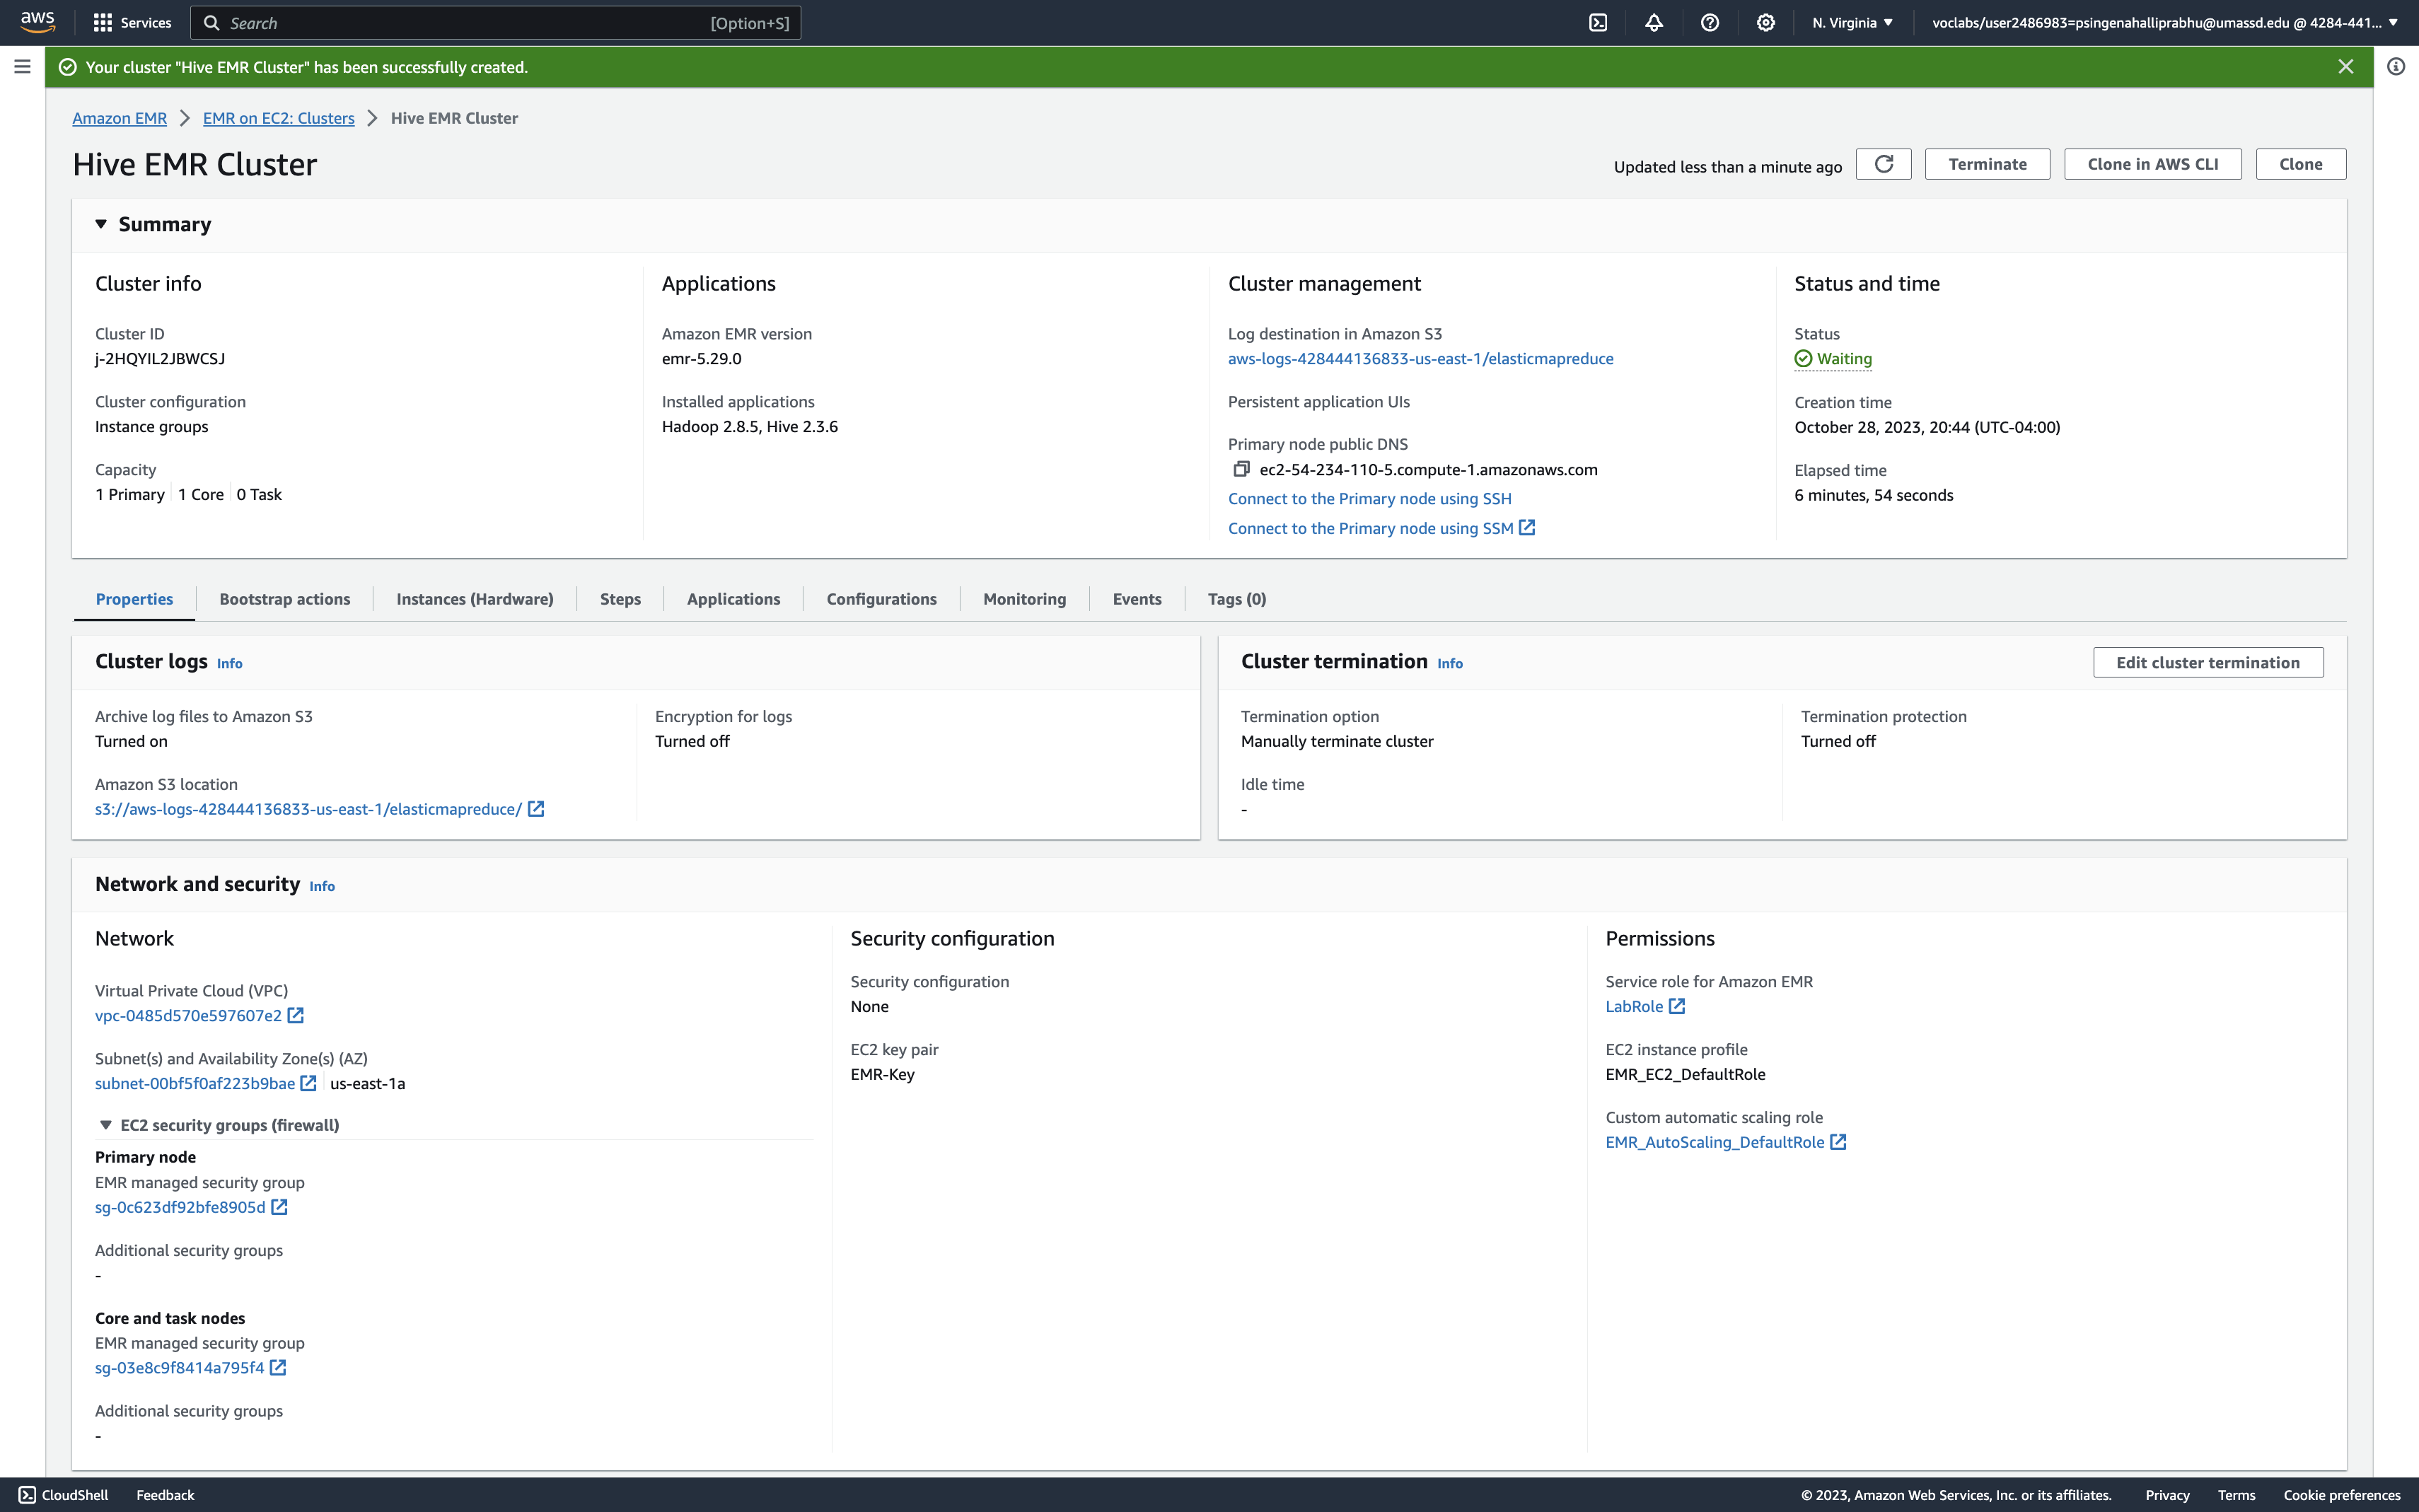 aws
Services
Search
[Option+S]
N. Virginia
voclabs/user2486983=psingenahalliprabhu@umassd.edu @ 4284-441...
Your cluster "Hive EMR Cluster" has been successfully created.
Amazon EMR
EMR on EC2: Clusters
Hive EMR Cluster
Hive EMR Cluster
Updated less than a minute ago
Terminate
Clone in AWS CLI
Clone
Summary
Cluster info
Cluster ID
j-2HQYIL2JBWCSJ
Cluster configuration
Instance groups
Capacity
1 Primary
1 Core
0 Task
Applications
Amazon EMR version
emr-5.29.0
Installed applications
Hadoop 2.8.5, Hive 2.3.6
Cluster management
Log destination in Amazon S3
aws-logs-428444136833-us-east-1/elasticmapreduce
Persistent application UIs
Primary node public DNS
ec2-54-234-110-5.compute-1.amazonaws.com
Connect to the Primary node using SSH
Connect to the Primary node using SSM
Status and time
Status
Waiting
Creation time
October 28, 2023, 20:44 (UTC-04:00)
Elapsed time
6 minutes, 54 seconds
Properties
Bootstrap actions
Instances (Hardware)
Steps
Applications
Configurations
Monitoring
Events
Tags (0)
Cluster logs Info
Archive log files to Amazon S3
Turned on
Amazon S3 location
s3://aws-logs-428444136833-us-east-1/elasticmapreduce/
Encryption for logs
Turned off
Cluster termination Info
Edit cluster termination
Termination option
Manually terminate cluster
Idle time
-
Termination protection
Turned off
Network and security Info
Network
Virtual Private Cloud (VPC)
vpc-0485d570e597607e2
Subnet(s) and Availability Zone(s) (AZ)
subnet-00bf5f0af223b9bae
us-east-1a
EC2 security groups (firewall)
Primary node
EMR managed security group
sg-0c623df92bfe8905d
Additional security groups
-
Core and task nodes
EMR managed security group
sg-03e8c9f8414a795f4
Additional security groups
-
Security configuration
Security configuration
None
EC2 key pair
EMR-Key
Permissions
Service role for Amazon EMR
LabRole
EC2 instance profile
EMR_EC2_DefaultRole
Custom automatic scaling role
EMR_AutoScaling_DefaultRole
CloudShell
Feedback
© 2023, Amazon Web Services, Inc. or its affiliates.
Privacy
Terms
Cookie preferences